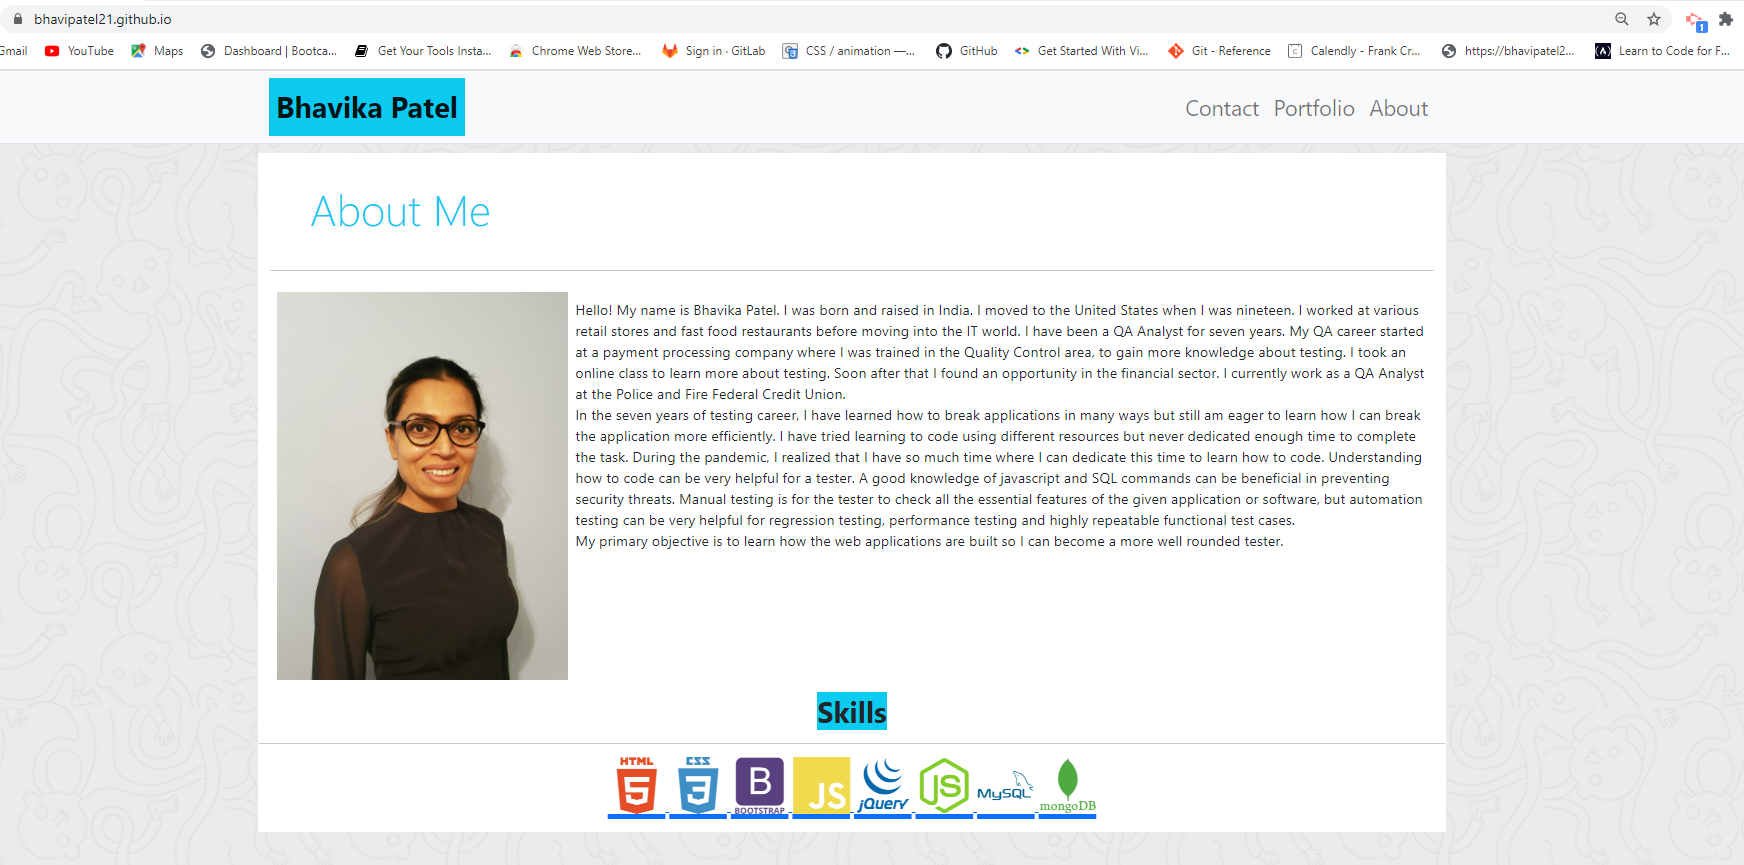 bhavipatel21.github.io
Gmail YouTube Maps Dashboard | Bootca... Get Your Tools Insta... Chrome Web Store... Sign in · GitLab CSS / animation —... GitHub Get Started With Vi... Git - Reference Calendly - Frank Cr... https://bhavipatel2... Learn to Code for F...
Bhavika Patel Contact Portfolio About
About Me
Hello! My name is Bhavika Patel. I was born and raised in India. I moved to the United States when I was nineteen. I worked at various
retail stores and fast food restaurants before moving into the IT world. I have been a QA Analyst for seven years. My QA career started
at a payment processing company where I was trained in the Quality Control area, to gain more knowledge about testing. I took an
online class to learn more about testing. Soon after that I found an opportunity in the financial sector. I currently work as a QA Analyst
at the Police and Fire Federal Credit Union.
In the seven years of testing career, I have learned how to break applications in many ways but still am eager to learn how I can break
the application more efficiently. I have tried learning to code using different resources but never dedicated enough time to complete
the task. During the pandemic, I realized that I have so much time where I can dedicate this time to learn how to code. Understanding
how to code can be very helpful for a tester. A good knowledge of javascript and SQL commands can be beneficial in preventing
security threats. Manual testing is for the tester to check all the essential features of the given application or software, but automation
testing can be very helpful for regression testing, performance testing and highly repeatable functional test cases.
My primary objective is to learn how the web applications are built so I can become a more well rounded tester.
Skills
HTML 5 CSS 3 B BOOTSTRAP JS jQuery JS MySQL mongoDB